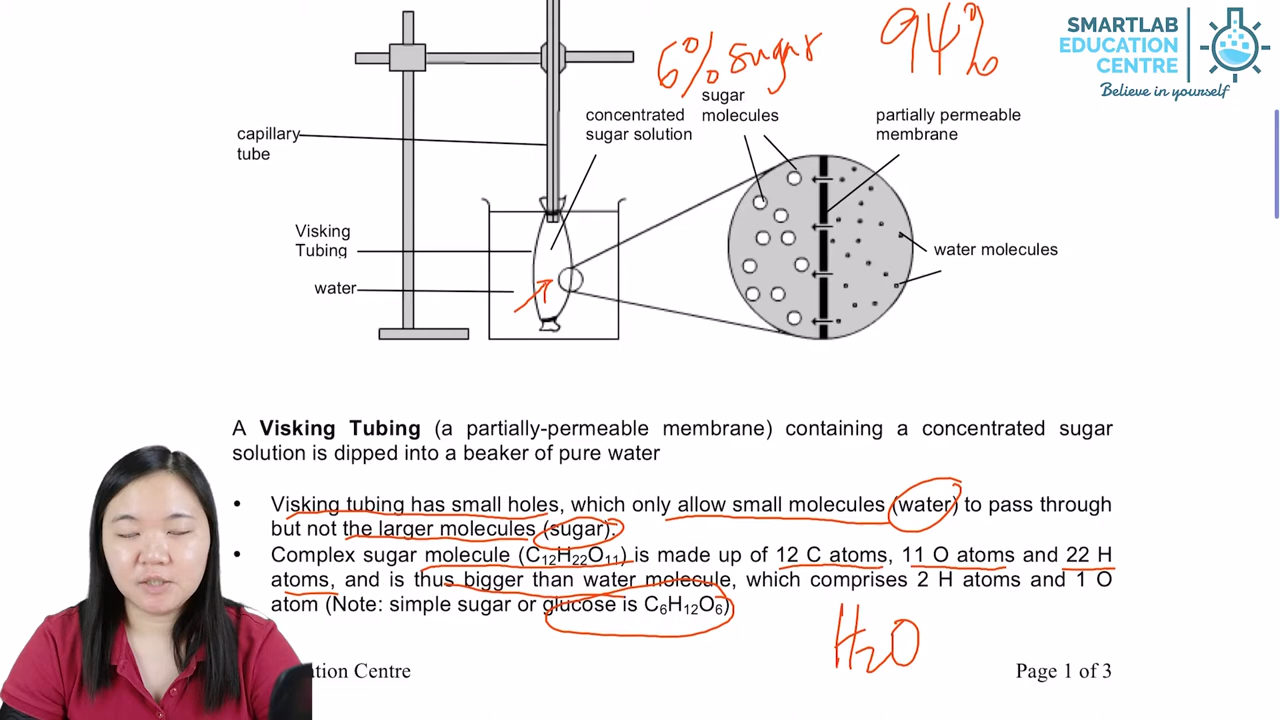 6% sugar
94%
SMARTLAB
EDUCATION
CENTRE
Believe in yourself
sugar
molecules
concentrated
sugar solution
partially permeable
membrane
capillary
tube
Visking
Tubing
water
water molecules
A Visking Tubing (a partially-permeable membrane) containing a concentrated sugar
solution is dipped into a beaker of pure water
• Visking tubing has small holes, which only allow small molecules (water) to pass through
but not the larger molecules (sugar).
• Complex sugar molecule (C12H22O11) is made up of 12 C atoms, 11 O atoms and 22 H
atoms, and is thus bigger than water molecule, which comprises 2 H atoms and 1 O
atom (Note: simple sugar or glucose is C6H12O6)
H2O
Centre
Page 1 of 3